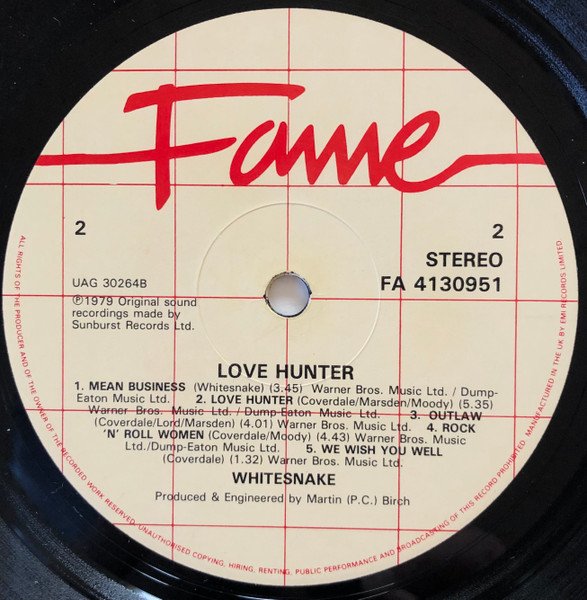 Fame
2
2
STEREO
UAG 30264B
FA 4130951
℗1979 Original sound
recordings made by
Sunburst Records Ltd.
LOVE HUNTER
1. MEAN BUSINESS (Whitesnake) (3.45) Warner Bros. Music Ltd. / Dump-
Eaton Music Ltd. 2. LOVE HUNTER (Coverdale/Marsden/Moody) (5.35)
Warner Bros. Music Ltd. / Dump-Eaton Music Ltd. 3. OUTLAW
(Coverdale/Lord/Marsden) (4.01) Warner Bros. Music Ltd. 4. ROCK
'N' ROLL WOMEN (Coverdale/Moody) (4.43) Warner Bros. Music
Ltd./Dump-Eaton Music Ltd. 5. WE WISH YOU WELL
(Coverdale) (1.32) Warner Bros. Music Ltd.
WHITESNAKE
Produced & Engineered by Martin (P.C.) Birch
ALL RIGHTS OF THE PRODUCER AND OF THE OWNER OF THE RECORDED WORK RESERVED. UNAUTHORISED COPYING, HIRING, RENTING, PUBLIC PERFORMANCE AND BROADCASTING OF THIS RECORD PROHIBITED. MANUFACTURED IN THE U.K. BY EMI RECORDS LIMITED